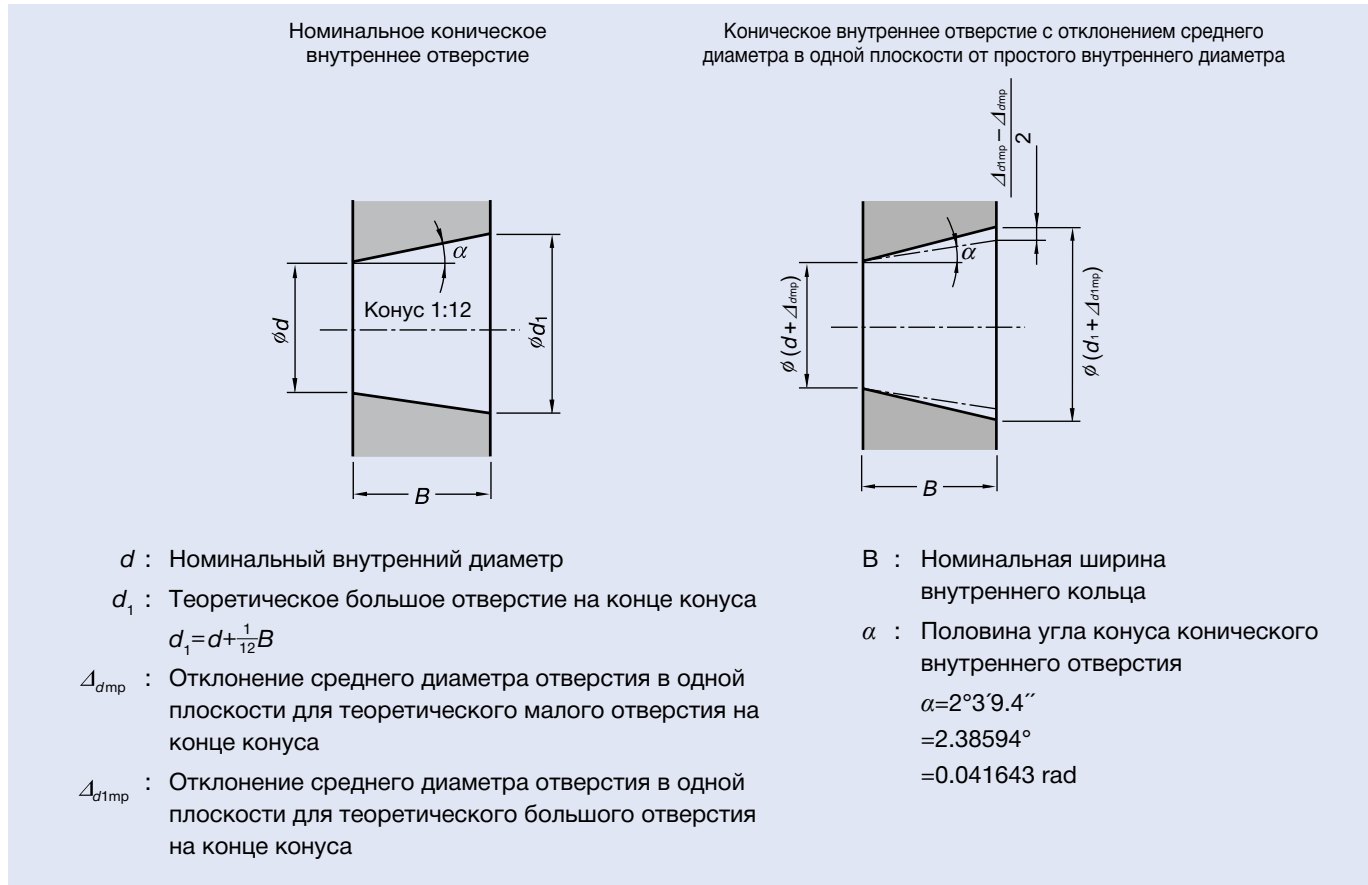 Номинальное коническое
внутреннее отверстие
Коническое внутреннее отверстие с отклонением среднего
диаметра в одной плоскости от простого внутреннего диаметра
Δd1mp – Δdmp
2
α
Конус 1:12
ød
ød1
B
α
ø (d + Δdmp)
ø (d1 + Δd1mp)
B
d : Номинальный внутренний диаметр
d1 : Теоретическое большое отверстие на конце конуса
d1=d+1/12B
Δdmp : Отклонение среднего диаметра отверстия в одной
плоскости для теоретического малого отверстия на
конце конуса
Δd1mp : Отклонение среднего диаметра отверстия в одной
плоскости для теоретического большого отверстия
на конце конуса
B : Номинальная ширина
внутреннего кольца
α : Половина угла конуса конического
внутреннего отверстия
α=2°3´9.4´´
=2.38594°
=0.041643 rad